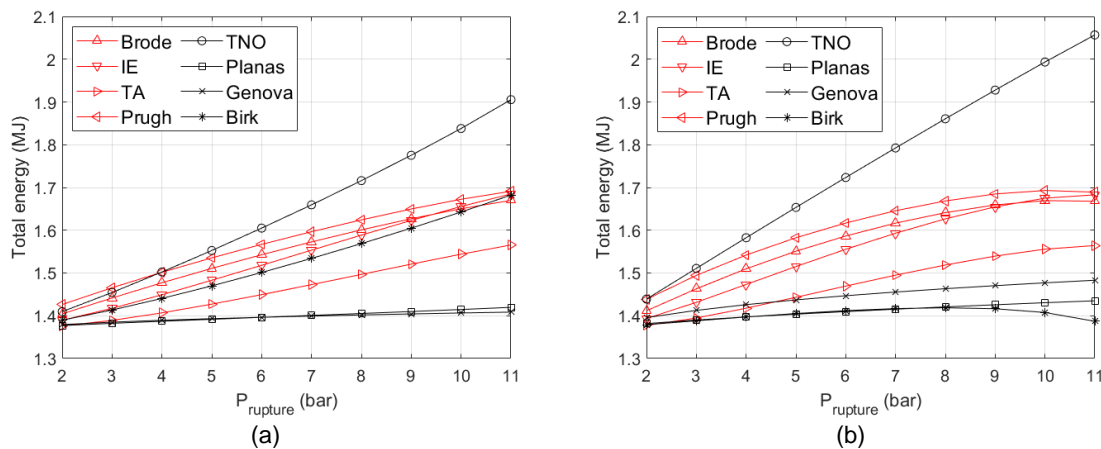 2.1
2
1.9
1.8
1.7
1.6
1.5
1.4
1.3
Total energy (MJ)
Brode TNO
IE Planas
TA Genova
Prugh Birk
2 3 4 5 6 7 8 9 10 11
P_rupture (bar)
(a)
2.1
2
1.9
1.8
1.7
1.6
1.5
1.4
1.3
Total energy (MJ)
Brode TNO
IE Planas
TA Genova
Prugh Birk
2 3 4 5 6 7 8 9 10 11
P_rupture (bar)
(b)